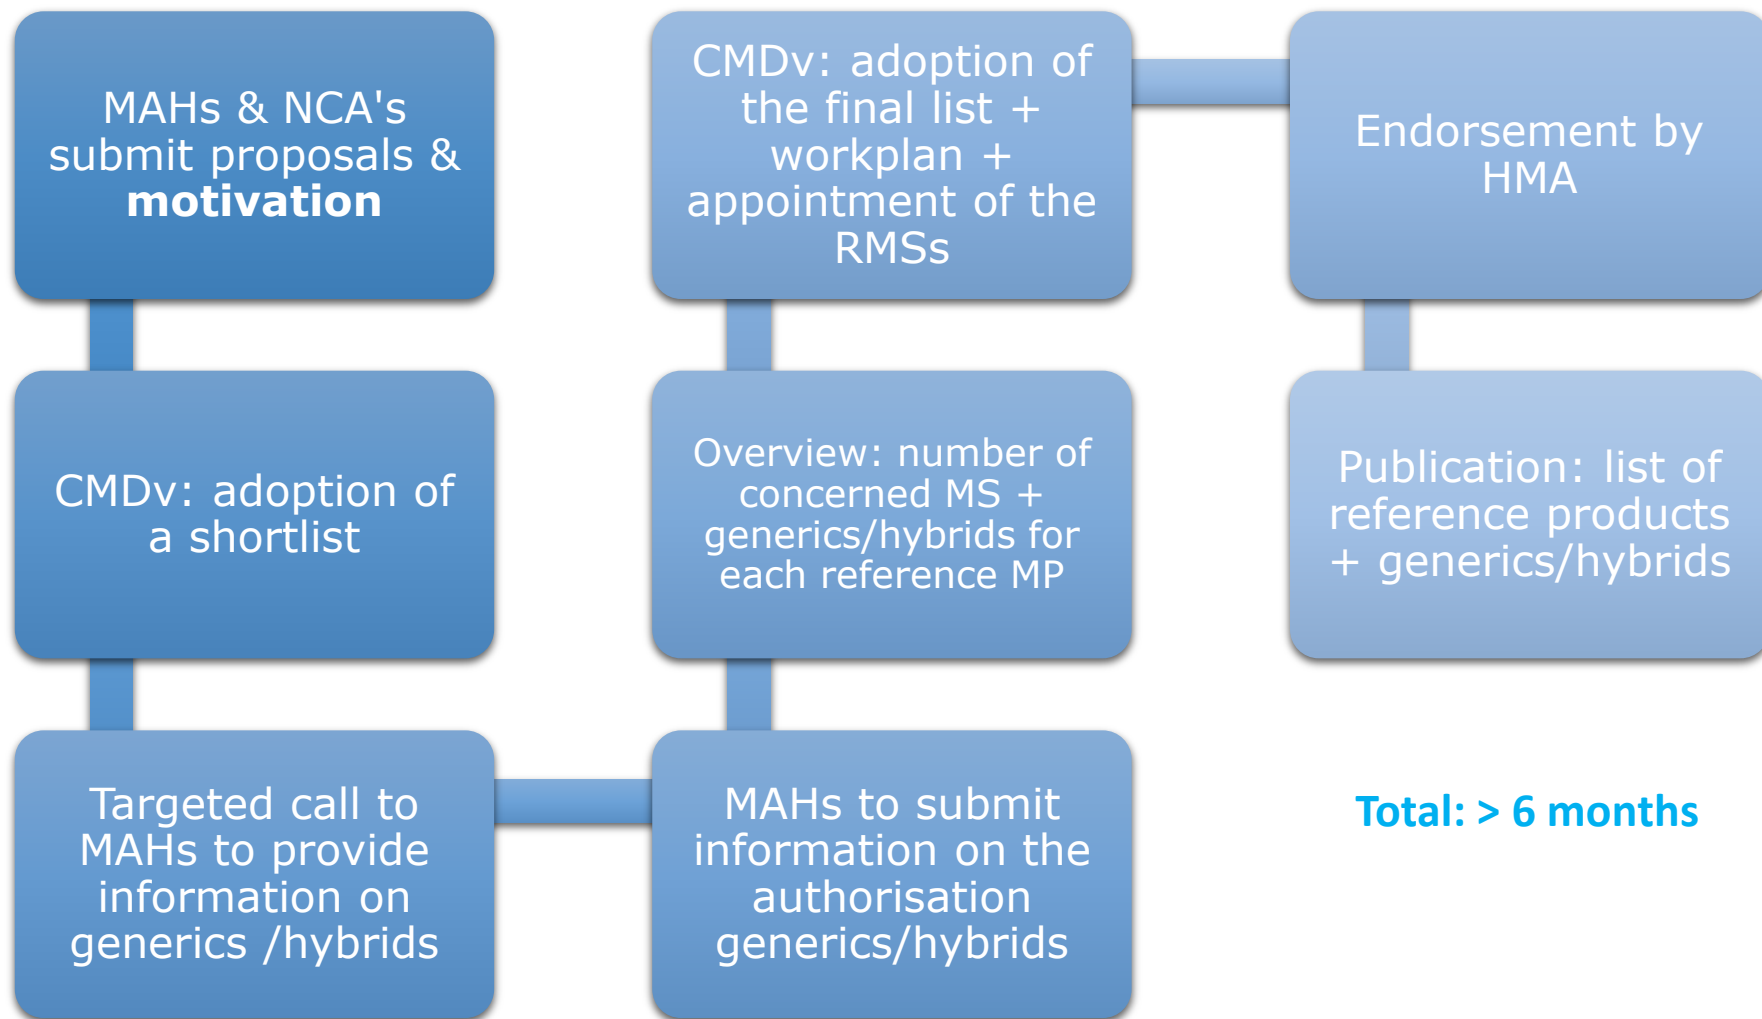 MAHs & NCA's
submit proposals &
motivation
CMDv: adoption of
a shortlist
Targeted call to
MAHs to provide
information on
generics /hybrids
MAHs to submit
information on the
authorisation
generics/hybrids
Overview: number of
concerned MS +
generics/hybrids for
each reference MP
CMDv: adoption of
the final list +
workplan +
appointment of the
RMSs
Endorsement by
HMA
Publication: list of
reference products
+ generics/hybrids
Total: > 6 months